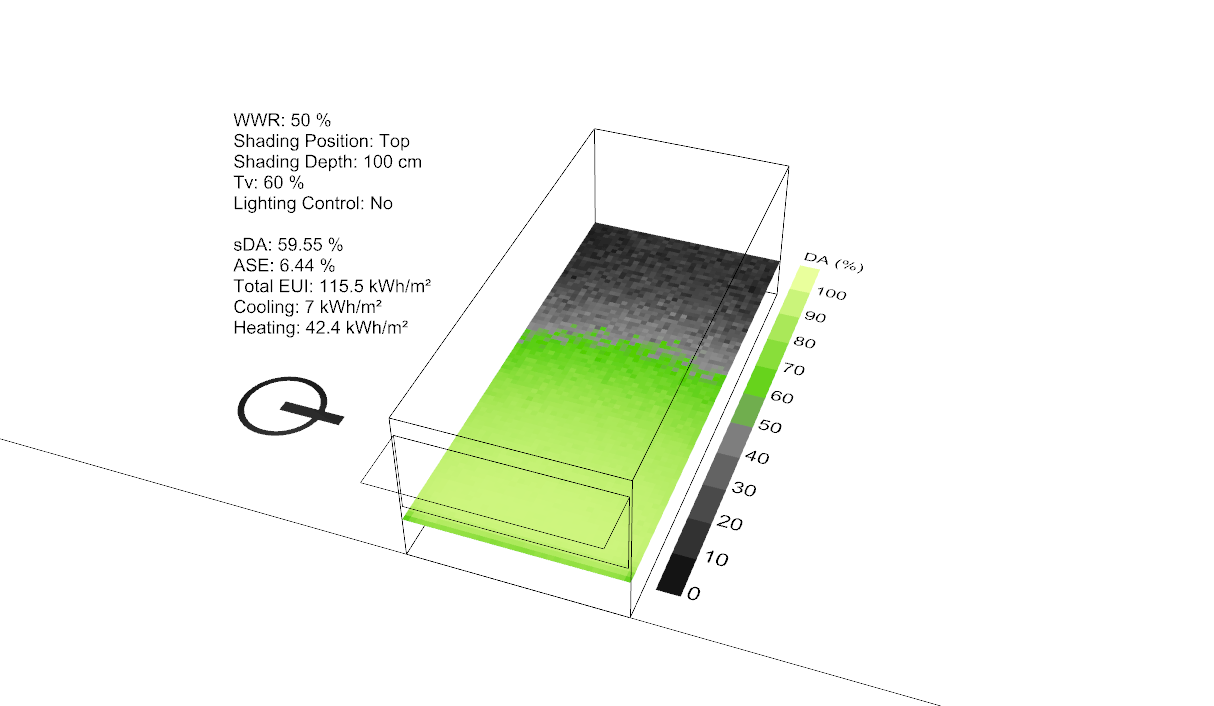 WWR: 50 %
Shading Position: Top
Shading Depth: 100 cm
Tv: 60 %
Lighting Control: No
sDA: 59.55 %
ASE: 6.44 %
Total EUI: 115.5 kWh/m²
Cooling: 7 kWh/m²
Heating: 42.4 kWh/m²
DA (%)
100
90
80
70
60
50
40
30
20
10
0